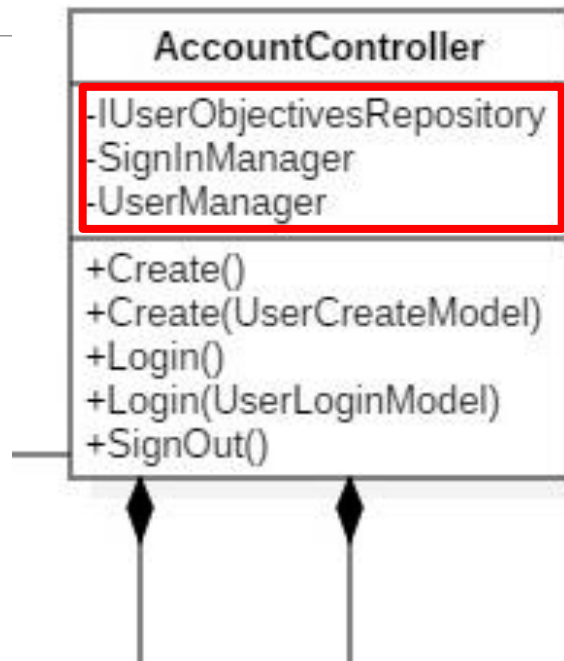 AccountController
-IUserObjectivesRepository
-SignInManager
-UserManager
+Create()
+Create(UserCreateModel)
+Login()
+Login(UserLoginModel)
+SignOut()